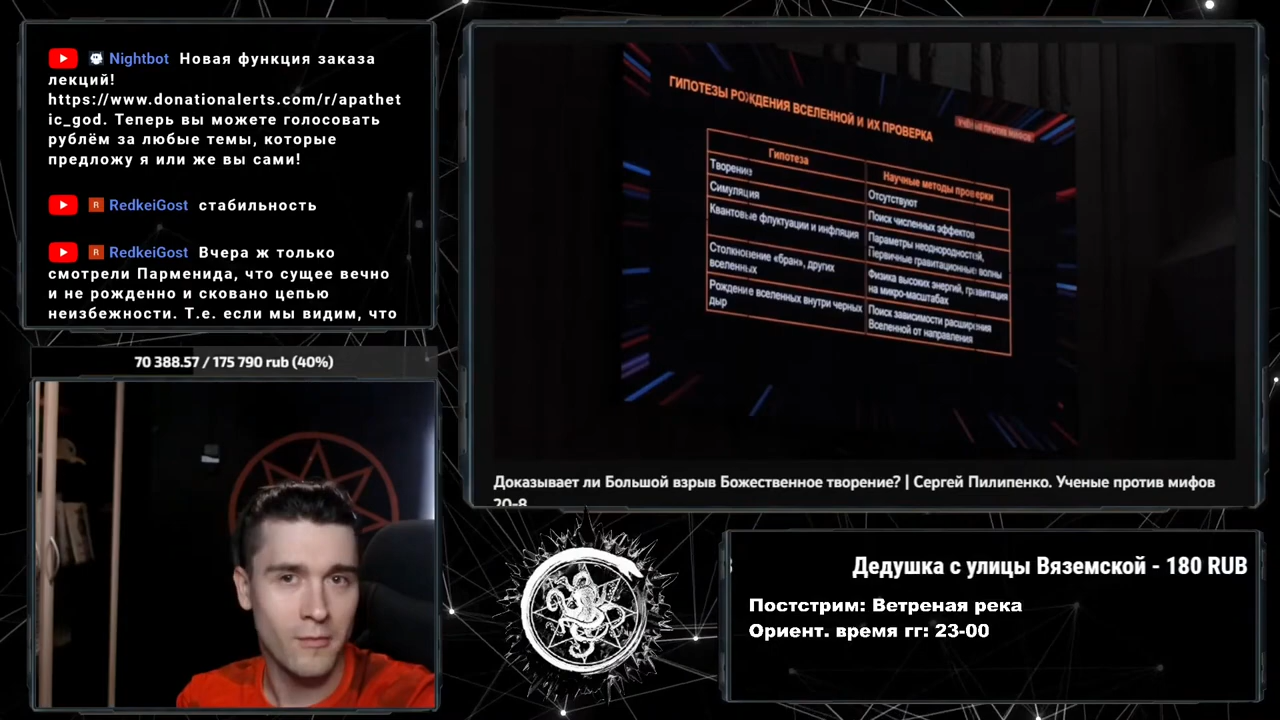 Nightbot Новая функция заказа
лекций!
https://www.donationalerts.com/r/apathet
ic_god. Теперь вы можете голосовать
рублём за любые темы, которые
предложу я или же вы сами!
R RedkeiGost стабильность
R RedkeiGost Вчера ж только
смотрели Парменида, что сущее вечно
и не рожденно и сковано цепью
неизбежности. Т.е. если мы видим, что
70 388.57 / 175 790 rub (40%)
ГИПОТЕЗЫ РОЖДЕНИЯ ВСЕЛЕННОЙ И ИХ ПРОВЕРКА
УЧЁНЫЕ ПРОТИВ МИФОВ
Гипотеза
Научные методы проверки
Творение
Отсутствуют
Симуляция
Поиск численных эффектов
Квантовые флуктуации и инфляция
Параметры неоднородностей,
Первичные гравитационные волны
Столкновение «бран», других
вселенных
Физика высоких энергий, гравитация
на микро-масштабах
Рождение вселенных внутри черных
дыр
Поиск зависимости расширения
Вселенной от направления
Доказывает ли Большой взрыв Божественное творение? | Сергей Пилипенко. Ученые против мифов
20-8
Дедушка с улицы Вяземской - 180 RUB
Постстрим: Ветреная река
Ориент. время гг: 23-00